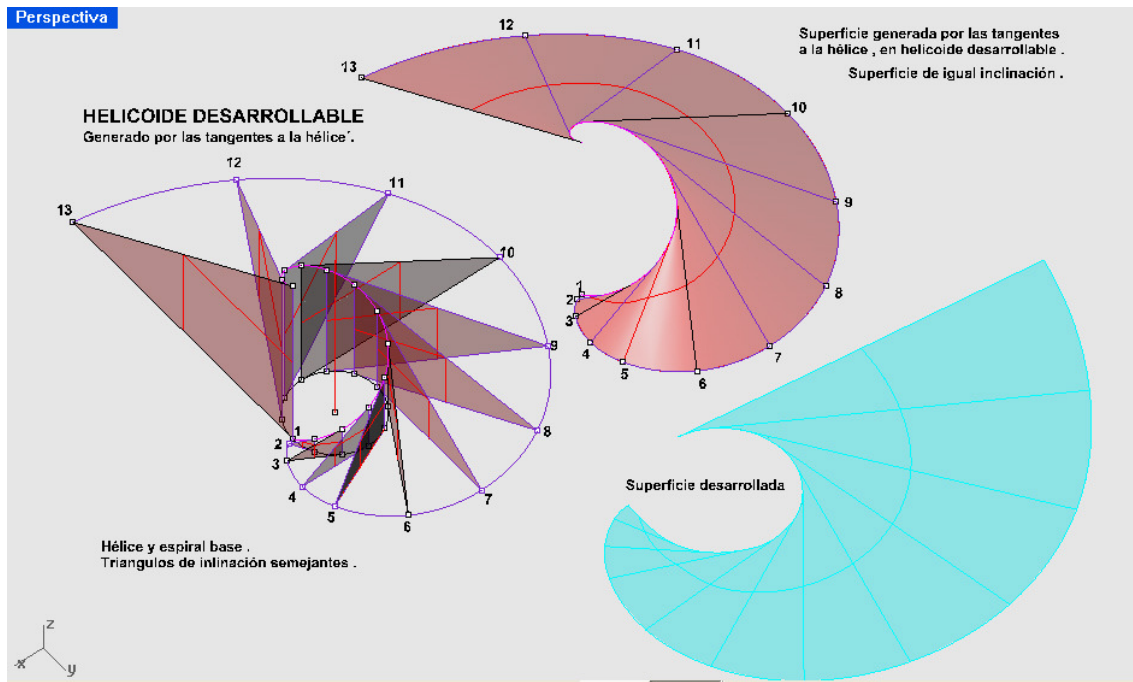 Perspectiva
HELICOIDE DESARROLLABLE
Generado por las tangentes a la hélice´.
12
13
11
10
9
8
7
6
5
4
3
2
1
Hélice y espiral base .
Triangulos de inlinación semejantes .
Superficie generada por las tangentes
a la hélice , en helicoide desarrollable .
Superficie de igual inclinación .
12
13
11
10
9
8
7
6
5
4
3
2
1
Superficie desarrollada
z
x
y